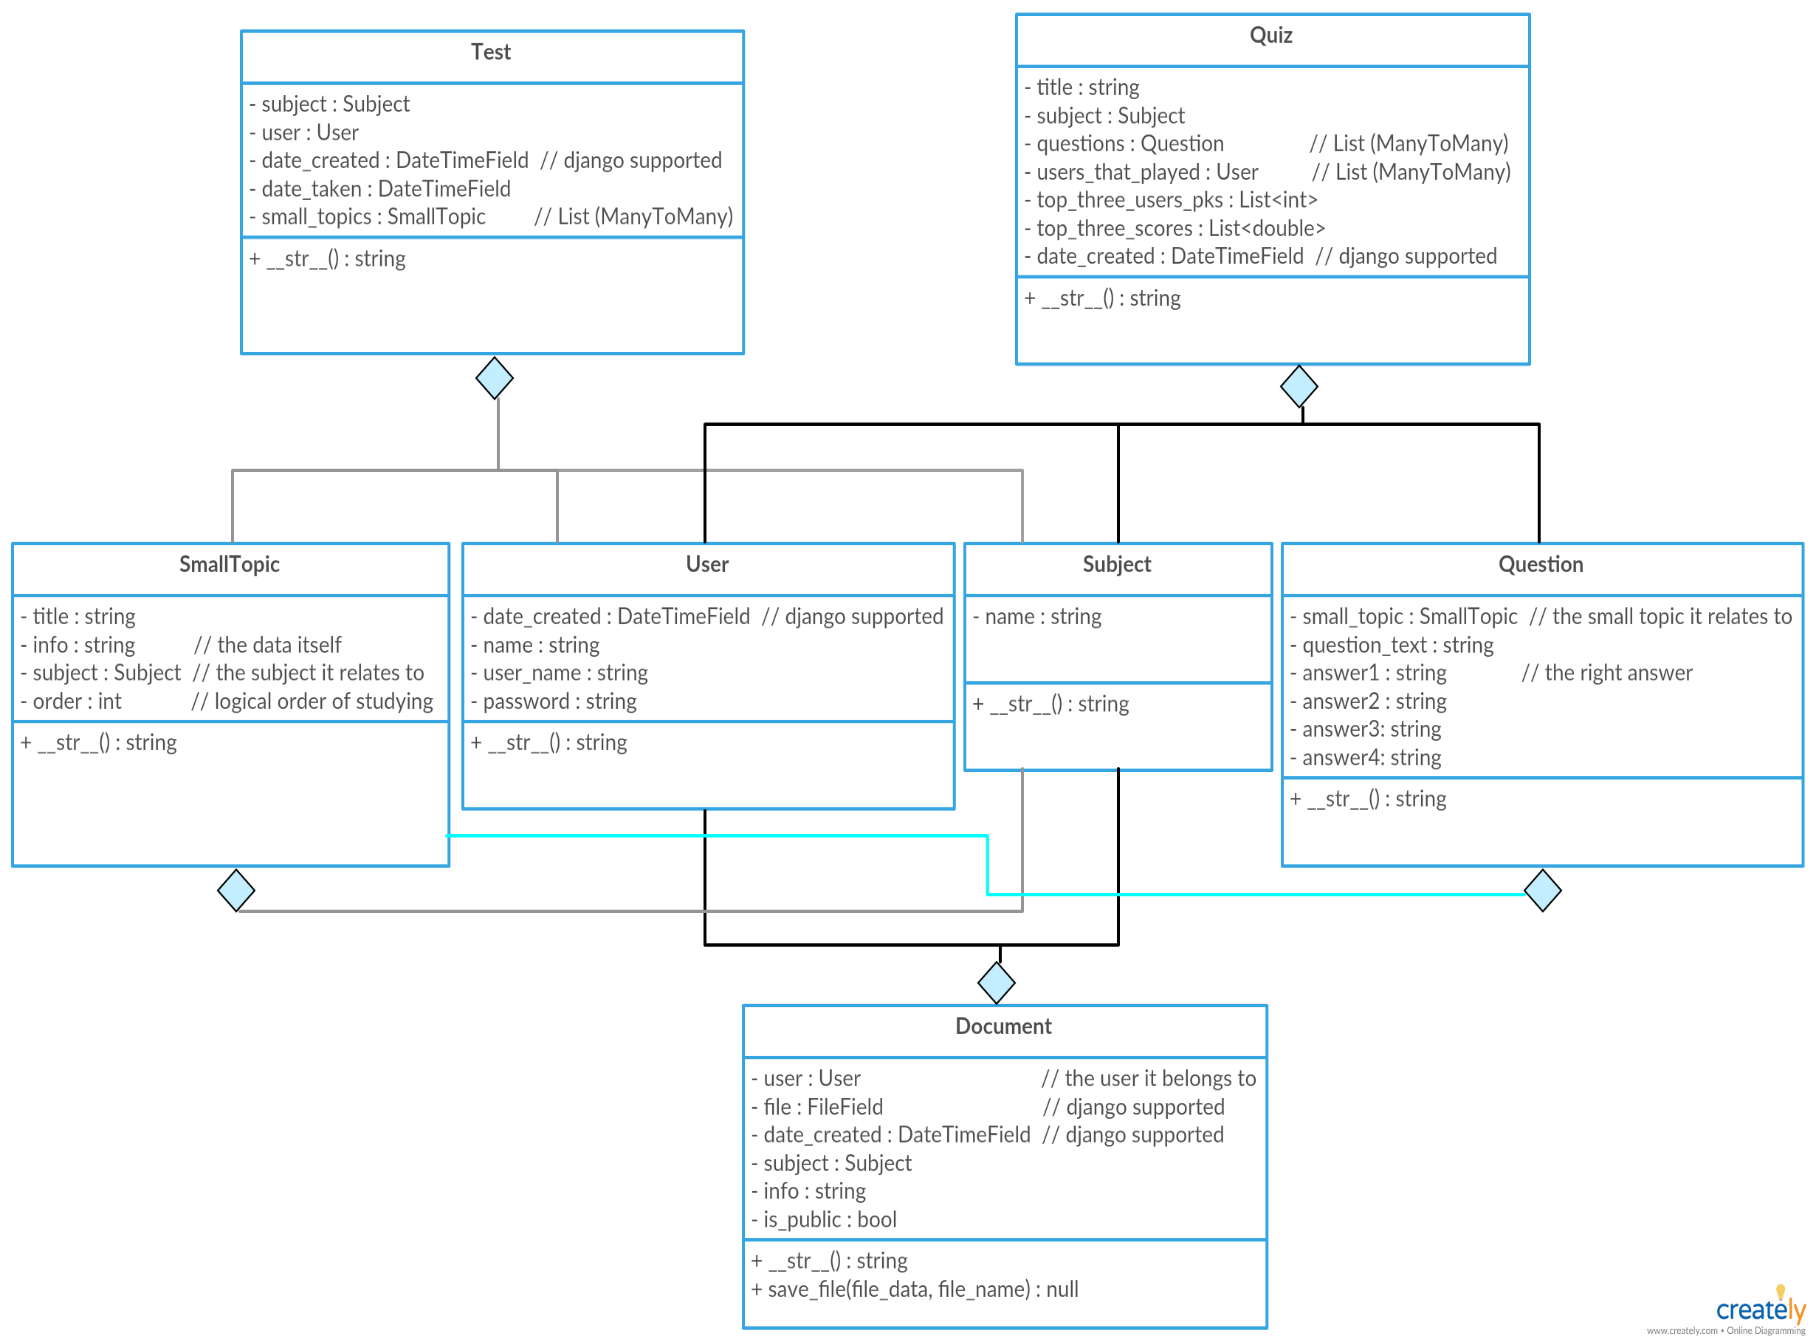 Test
- subject : Subject
- user : User
- date_created : DateTimeField // django supported
- date_taken : DateTimeField
- small_topics : SmallTopic // List (ManyToMany)
+ __str__() : string
Quiz
- title : string
- subject : Subject
- questions : Question // List (ManyToMany)
- users_that_played : User // List (ManyToMany)
- top_three_users_pks : List<int>
- top_three_scores : List<double>
- date_created : DateTimeField // django supported
+ __str__() : string
SmallTopic
- title : string
- info : string // the data itself
- subject : Subject // the subject it relates to
- order : int // logical order of studying
+ __str__() : string
User
- date_created : DateTimeField // django supported
- name : string
- user_name : string
- password : string
+ __str__() : string
Subject
- name : string
+ __str__() : string
Question
- small_topic : SmallTopic // the small topic it relates to
- question_text : string
- answer1 : string // the right answer
- answer2 : string
- answer3: string
- answer4: string
+ __str__() : string
Document
- user : User // the user it belongs to
- file : FileField // django supported
- date_created : DateTimeField // django supported
- subject : Subject
- info : string
- is_public : bool
+ __str__() : string
+ save_file(file_data, file_name) : null
creately
www.creately.com • Online Diagramming